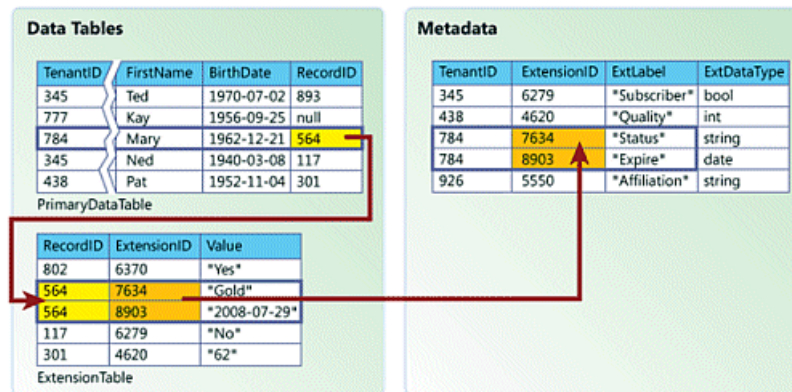 Data Tables
TenantID FirstName BirthDate RecordID
345 Ted 1970-07-02 893
777 Kay 1956-09-25 null
784 Mary 1962-12-21 564
345 Ned 1940-03-08 117
438 Pat 1952-11-04 301
PrimaryDataTable
RecordID ExtensionID Value
802 6370 "Yes"
564 7634 "Gold"
564 8903 "2008-07-29"
117 6279 "No"
301 4620 "62"
ExtensionTable
Metadata
TenantID ExtensionID ExtLabel ExtDataType
345 6279 "Subscriber" bool
438 4620 "Quality" int
784 7634 "Status" string
784 8903 "Expire" date
926 5550 "Affiliation" string